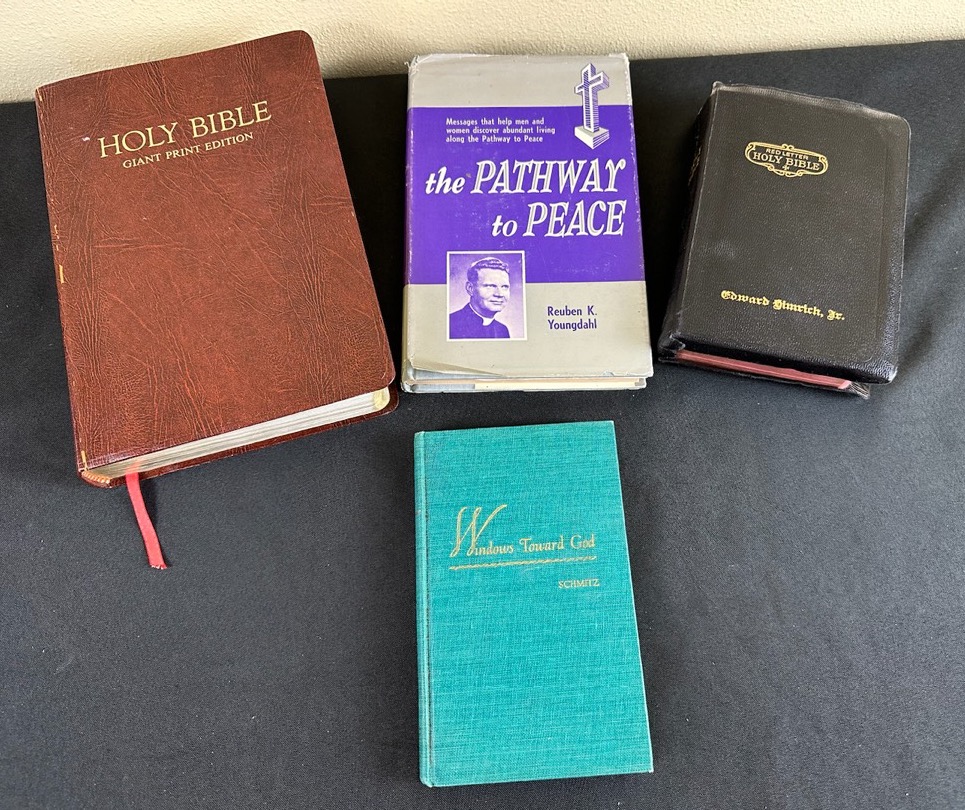 HOLY BIBLE
GIANT PRINT EDITION
Messages that help men and
women discover abundant living
along the Pathway to Peace
the PATHWAY
to PEACE
Reuben K.
Youngdahl
RED LETTER
HOLY BIBLE
Edward Dimrich, Jr.
Windows Toward God
SCHMITZ